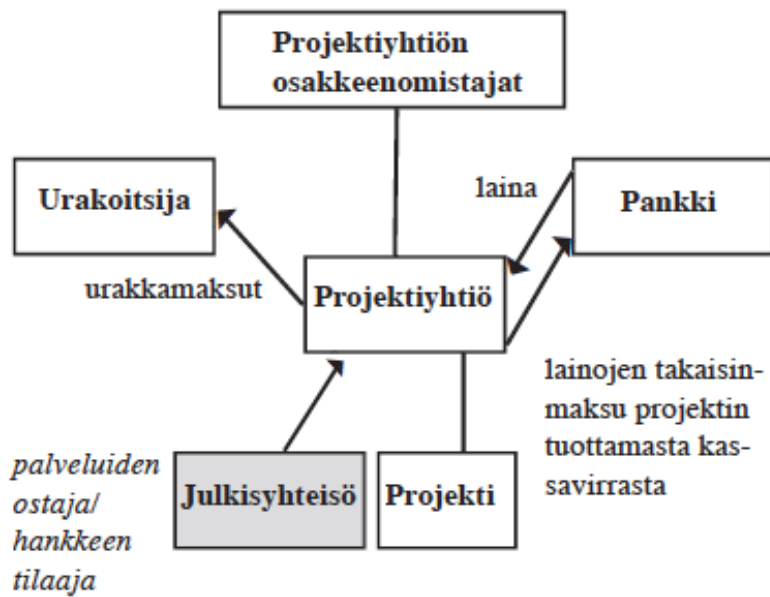 Projektiyhtiön
osakkeenomistajat
Urakoitsija
laina
Pankki
urakkamaksut
Projektiyhtiö
lainojen takaisin-
maksu projektin
tuottamasta kas-
savirrasta
palveluiden
ostaja/
hankkeen
tilaaja
Julkisyhteisö
Projekti